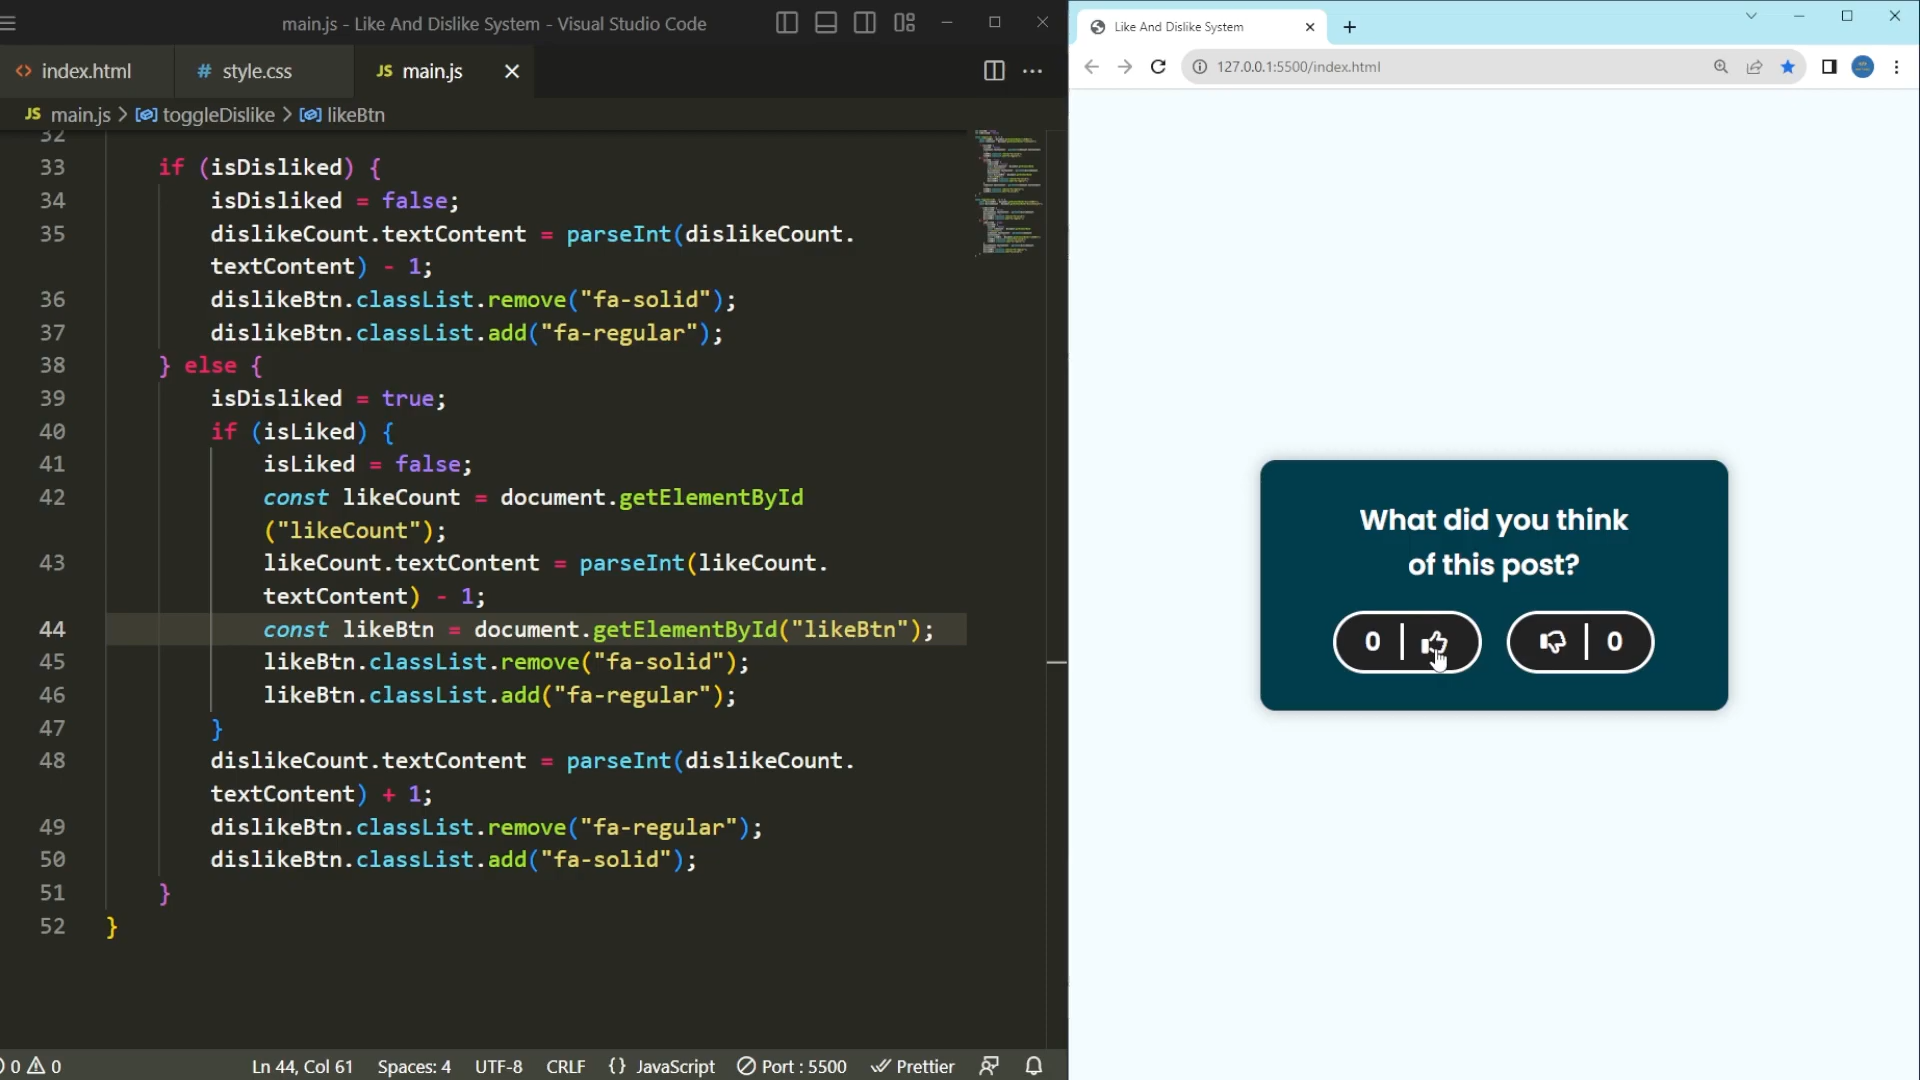 main.js - Like And Dislike System - Visual Studio Code
index.html
# style.css
JS main.js
JS main.js > toggleDislike > likeBtn
32
33 if (isDisliked) {
34 isDisliked = false;
35 dislikeCount.textContent = parseInt(dislikeCount.
textContent) - 1;
36 dislikeBtn.classList.remove("fa-solid");
37 dislikeBtn.classList.add("fa-regular");
38 } else {
39 isDisliked = true;
40 if (isLiked) {
41 isLiked = false;
42 const likeCount = document.getElementById
("likeCount");
43 likeCount.textContent = parseInt(likeCount.
textContent) - 1;
44 const likeBtn = document.getElementById("likeBtn");
45 likeBtn.classList.remove("fa-solid");
46 likeBtn.classList.add("fa-regular");
47 }
48 dislikeCount.textContent = parseInt(dislikeCount.
textContent) + 1;
49 dislikeBtn.classList.remove("fa-regular");
50 dislikeBtn.classList.add("fa-solid");
51 }
52 }
0 0 Ln 44, Col 61 Spaces: 4 UTF-8 CRLF {} JavaScript Port : 5500 Prettier
Like And Dislike System
127.0.0.1:5500/index.html
What did you think
of this post?
0 | | 0